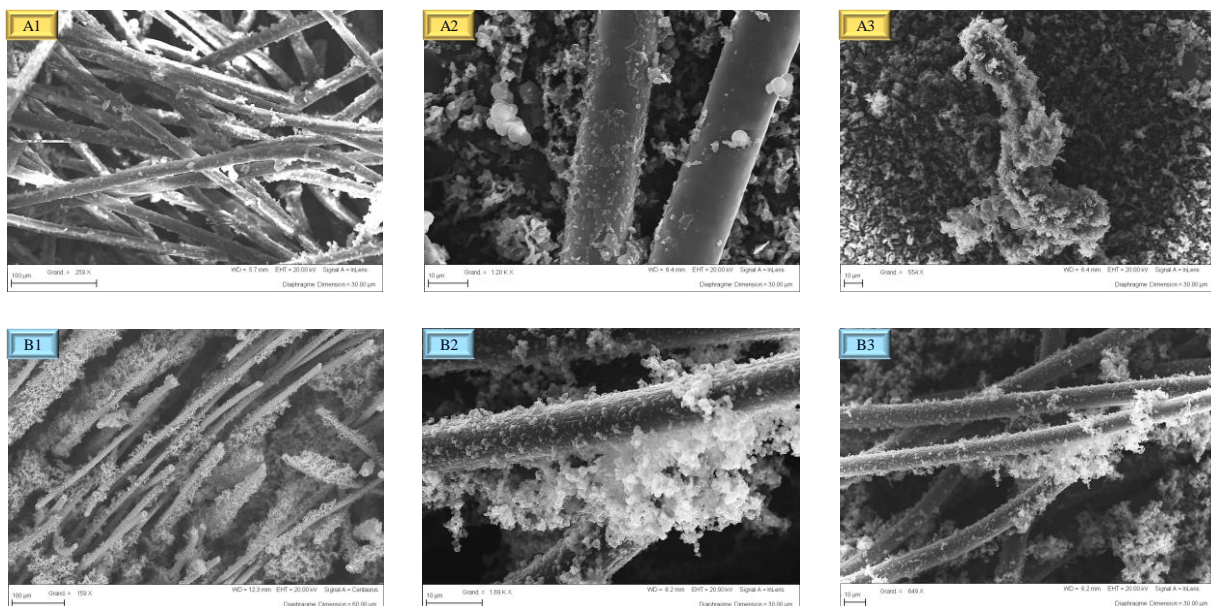 A1
A2
A3
100 µm
Grand. = 259 X
WD = 5.7 mm EHT = 20.00 kV Signal A = InLens
Diaphragme Dimension = 30.00 µm
10 µm
Grand. = 1.20 K X
WD = 6.4 mm EHT = 20.00 kV Signal A = InLens
Diaphragme Dimension = 30.00 µm
10 µm
Grand. = 554 X
WD = 6.4 mm EHT = 20.00 kV Signal A = InLens
Diaphragme Dimension = 30.00 µm
B1
B2
B3
100 µm
Grand. = 159 X
WD = 12.3 mm EHT = 20.00 kV Signal A = Centaurus
Diaphragme Dimension = 60.00 µm
10 µm
Grand. = 1.69 K X
WD = 6.2 mm EHT = 20.00 kV Signal A = InLens
Diaphragme Dimension = 30.00 µm
10 µm
Grand. = 649 X
WD = 6.2 mm EHT = 20.00 kV Signal A = InLens
Diaphragme Dimension = 30.00 µm